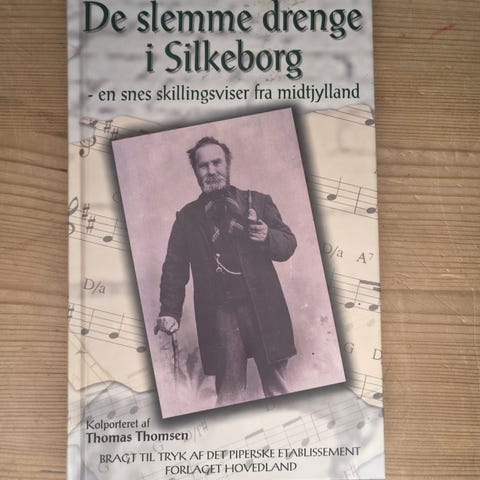 De slemme drenge
i Silkeborg
- en snes skillingsviser fra midtjylland
D/a
D/a
A7
G
D
G
Kolporteret af
Thomas Thomsen
BRAGT TIL TRYK AF DET PIPERSKE ETABLISSEMENT
FORLAGET HOVEDLAND